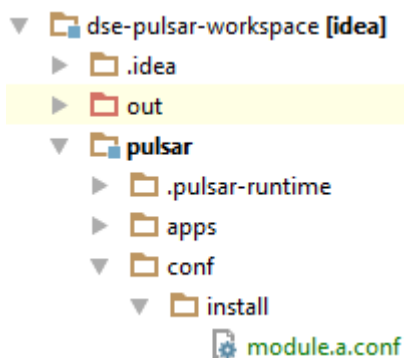 dse-pulsar-workspace [idea]
.idea
out
pulsar
.pulsar-runtime
apps
conf
install
module.a.conf